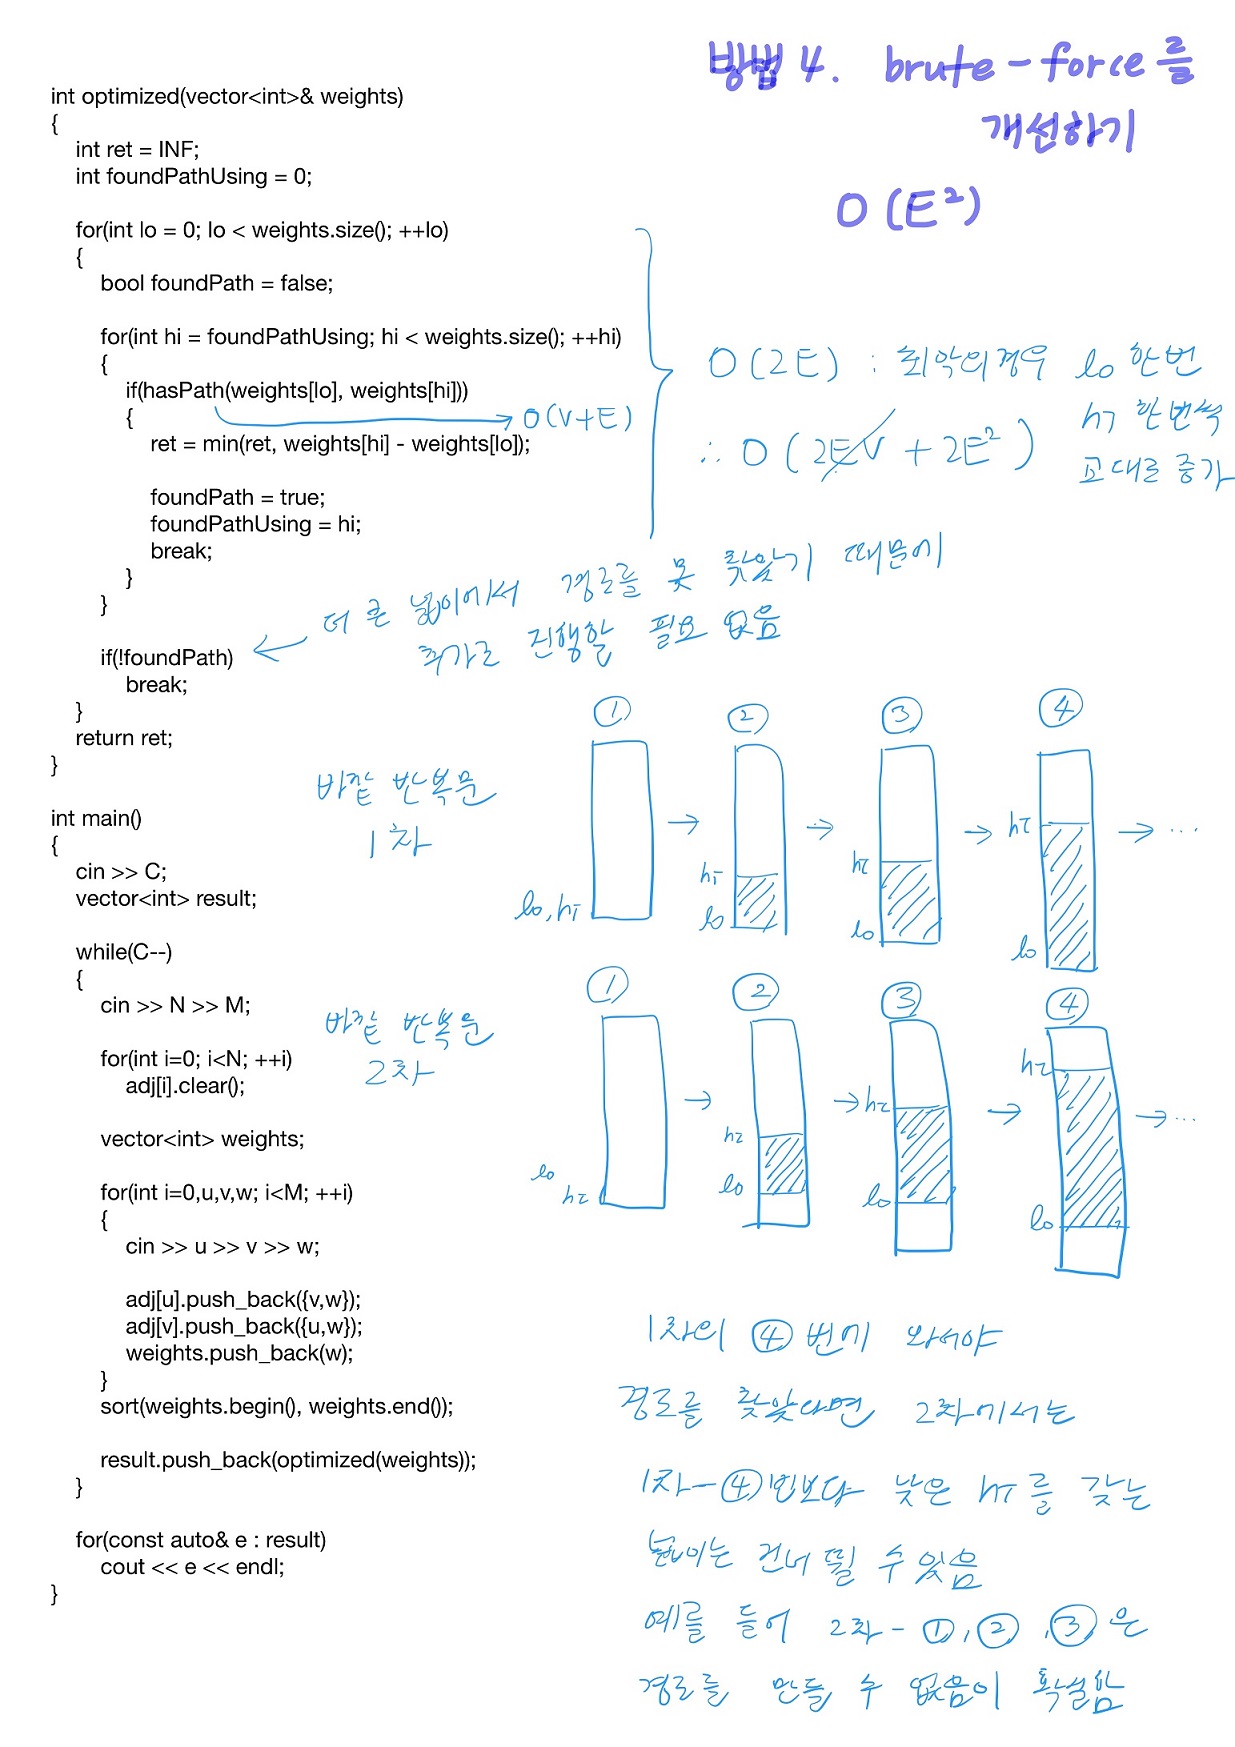 방법 4. brute-force를
개선하기
O(E²)
int optimized(vector<int>& weights)
{
int ret = INF;
int foundPathUsing = 0;
for(int lo = 0; lo < weights.size(); ++lo)
{
bool foundPath = false;
for(int hi = foundPathUsing; hi < weights.size(); ++hi)
{
if(hasPath(weights[lo], weights[hi]))
{
ret = min(ret, weights[hi] - weights[lo]);
foundPath = true;
foundPathUsing = hi;
break;
}
}
if(!foundPath)
break;
}
return ret;
}
O(V+E)
O(2E) : 최악의경우 lo 한번
hi 한번씩
교대로 증가
∴ O(2EV + 2E²)
더 큰 넓이에서 경로를 못 찾았기 때문에
추가로 진행할 필요 없음
int main()
{
cin >> C;
vector<int> result;
while(C--)
{
cin >> N >> M;
for(int i=0; i<N; ++i)
adj[i].clear();
vector<int> weights;
for(int i=0,u,v,w; i<M; ++i)
{
cin >> u >> v >> w;
adj[u].push_back({v,w});
adj[v].push_back({u,w});
weights.push_back(w);
}
sort(weights.begin(), weights.end());
result.push_back(optimized(weights));
}
for(const auto& e : result)
cout << e << endl;
}
바깥 반복문
1차
① ② ③ ④
lo, hi
hi
lo
hi
lo
hi
lo
→ → → → ...
바깥 반복문
2차
① ② ③ ④
lo
hi
hi
lo
hi
lo
hi
lo
→ → → → ...
1차의 ④ 번에 와서야
경로를 찾았다면 2차에서는
1차-④번보다 낮은 hi를 갖는
높이는 건너뛸 수 있음
예를 들어 2차-①,②,③은
경로를 만들 수 없음이 확실함